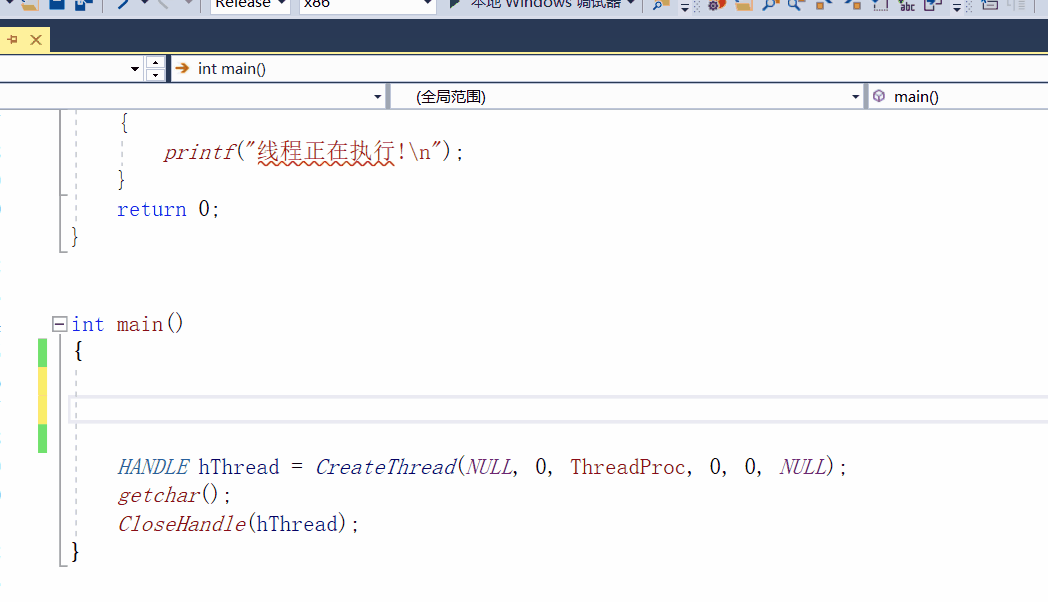 Release x86 本地 Windows 调试器
int main()
(全局范围) main()
{
printf("线程正在执行!\n");
}
return 0;
}
int main()
{
HANDLE hThread = CreateThread(NULL, 0, ThreadProc, 0, 0, NULL);
getchar();
CloseHandle(hThread);
}